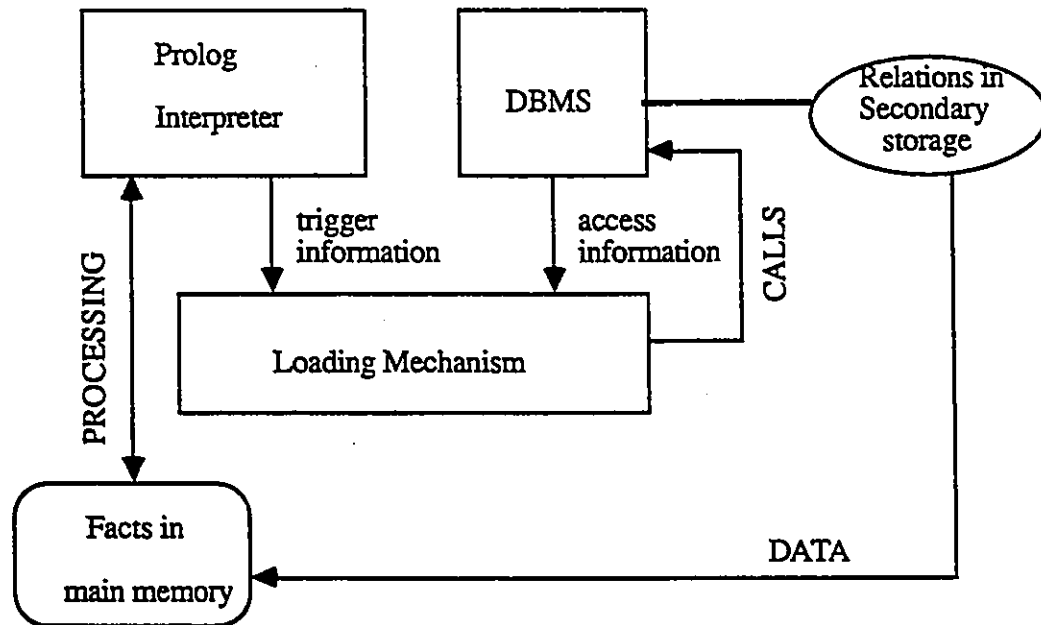 Prolog
Interpreter
DBMS
Relations in
Secondary
storage
trigger
information
access
information
CALLS
PROCESSING
Loading Mechanism
Facts in
main memory
DATA